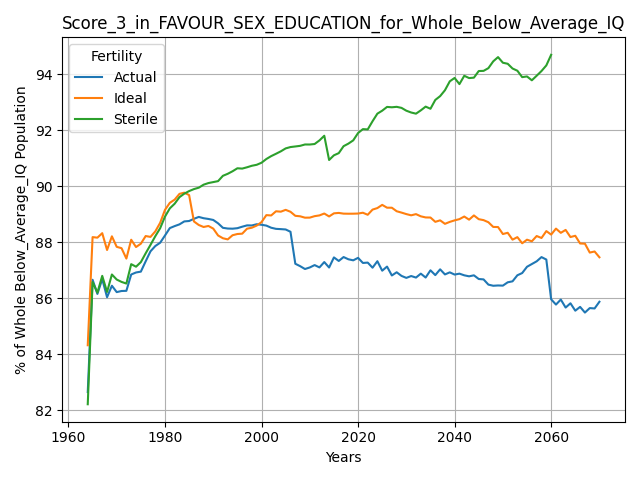 Score_3_in_FAVOUR_SEX_EDUCATION_for_Whole_Below_Average_IQ
Fertility
Actual
Ideal
Sterile
% of Whole Below_Average_IQ Population
94
92
90
88
86
84
82
1960
1980
2000
2020
2040
2060
Years